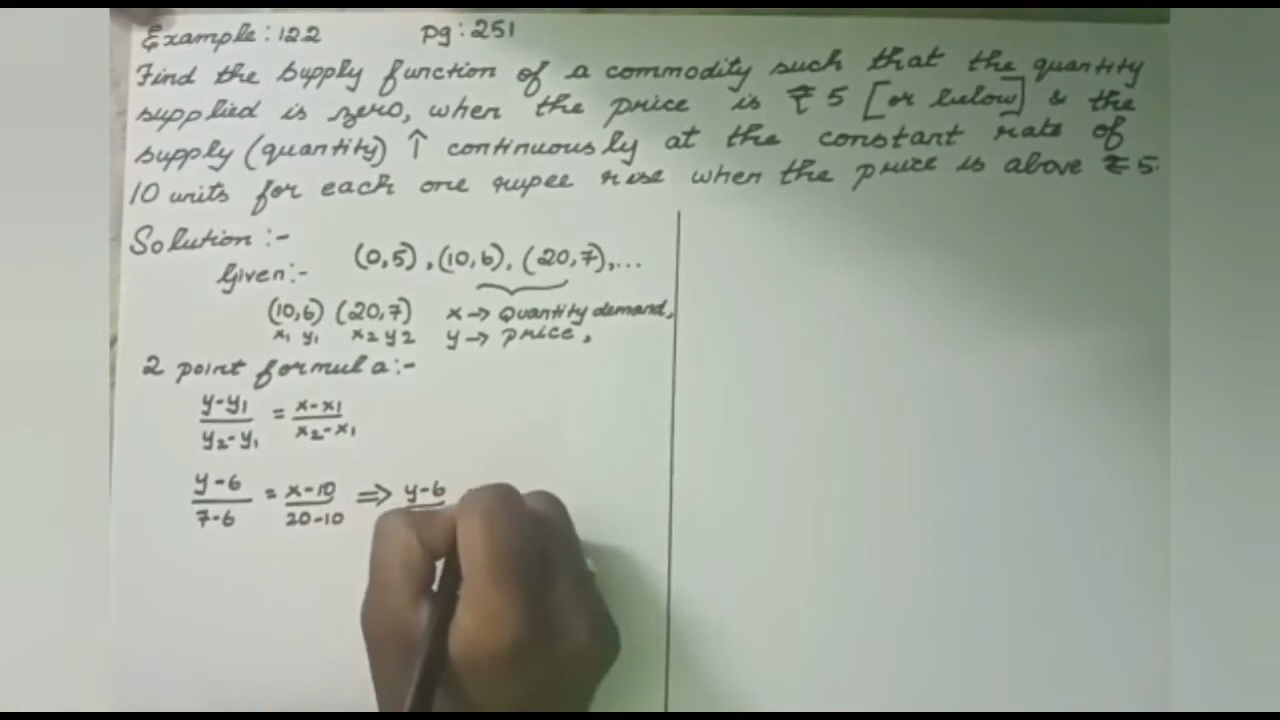 Example: 122 pg: 251
Find the supply function of a commodity such that the quantity
supplied is zero, when the price is ₹ 5 [or below] & the
supply (quantity) ↑ continuously at the constant rate of
10 units for each one rupee rise when the price is above ₹ 5.
Solution :-
Given:- (0,5), (10,6), (20,7), ...
(10,6) (20,7) x → Quantity demand,
x₁ y₁ x₂ y₂ y → price,
2 point formula:-
y-y₁ / y₂-y₁ = x-x₁ / x₂-x₁
y-6 / 7-6 = x-10 / 20-10 ⇒ y-6